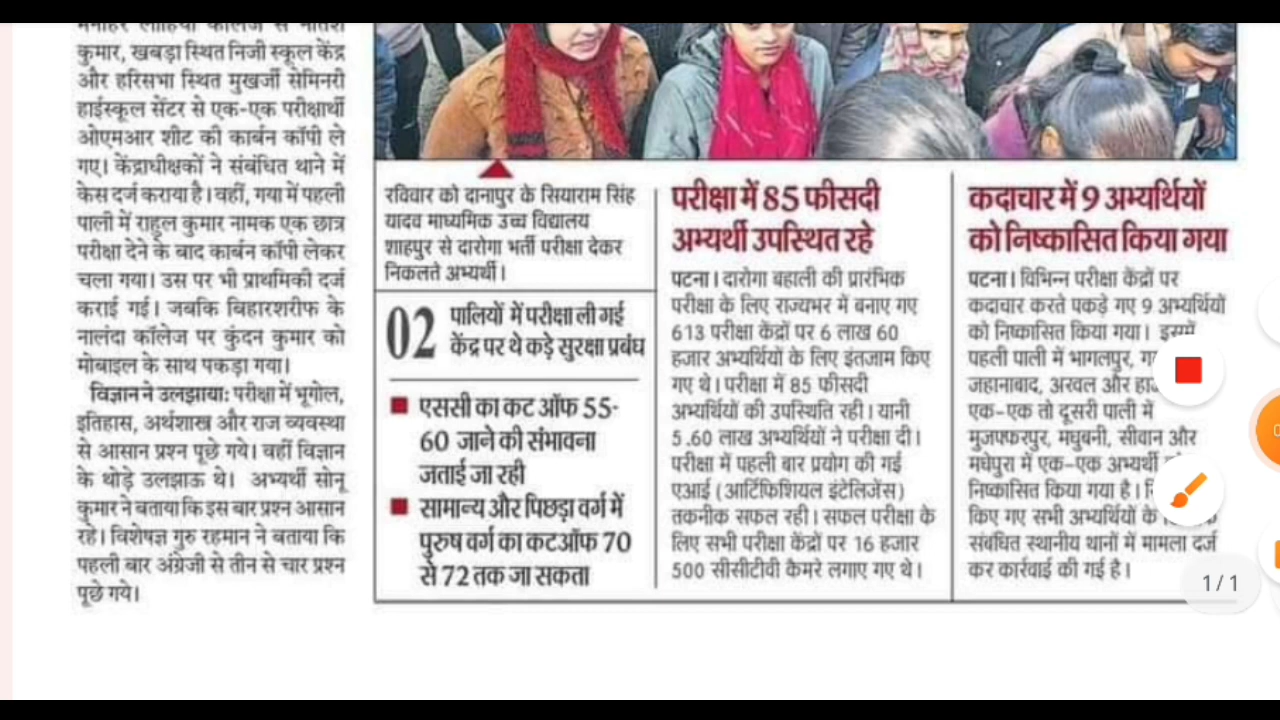 कुमार, खबड़ा स्थित निजी स्कूल केंद्र
और हरिसभा स्थित मुखर्जी सेमिनरी
हाईस्कूल सेंटर से एक-एक परीक्षार्थी
ओएमआर शीट की कार्बन कॉपी ले
गए। केंद्राधीक्षकों ने संबंधित थाने में
केस दर्ज कराया है। वहीं, गया में पहली
पाली में राहुल कुमार नामक एक छात्र
परीक्षा देने के बाद कार्बन कॉपी लेकर
चला गया। उस पर भी प्राथमिकी दर्ज
कराई गई। जबकि बिहारशरीफ के
नालंदा कॉलेज पर कुंदन कुमार को
मोबाइल के साथ पकड़ा गया।
विज्ञान ने उलझाया: परीक्षा में भूगोल,
इतिहास, अर्थशास्त्र और राज व्यवस्था
से आसान प्रश्न पूछे गये। वहीं विज्ञान
के थोड़े उलझाऊ थे। अभ्यर्थी सोनू
कुमार ने बताया कि इस बार प्रश्न आसान
रहे। विशेषज्ञ गुरु रहमान ने बताया कि
पहली बार अंग्रेजी से तीन से चार प्रश्न
पूछे गये।
रविवार को दानापुर के सियाराम सिंह
यादव माध्यमिक उच्च विद्यालय
शाहपुर से दारोगा भर्ती परीक्षा देकर
निकलते अभ्यर्थी।
02 पालियों में परीक्षा ली गई
केंद्र पर थे कड़े सुरक्षा प्रबंध
एससी का कट ऑफ 55-
60 जाने की संभावना
जताई जा रही
सामान्य और पिछड़ा वर्ग में
पुरुष वर्ग का कटऑफ 70
से 72 तक जा सकता
परीक्षा में 85 फीसदी
अभ्यर्थी उपस्थित रहे
पटना। दारोगा बहाली की प्रारंभिक
परीक्षा के लिए राज्यभर में बनाए गए
613 परीक्षा केंद्रों पर 6 लाख 60
हजार अभ्यर्थियों के लिए इंतजाम किए
गए थे। परीक्षा में 85 फीसदी
अभ्यर्थियों की उपस्थिति रही। यानी
5.60 लाख अभ्यर्थियों ने परीक्षा दी।
परीक्षा में पहली बार प्रयोग की गई
एआई (आर्टिफिशियल इंटेलिजेंस)
तकनीक सफल रही। सफल परीक्षा के
लिए सभी परीक्षा केंद्रों पर 16 हजार
500 सीसीटीवी कैमरे लगाए गए थे।
कदाचार में 9 अभ्यर्थियों
को निष्कासित किया गया
पटना। विभिन्न परीक्षा केंद्रों पर
कदाचार करते पकड़े गए 9 अभ्यर्थियों
को निष्कासित किया गया। इसमें
पहली पाली में भागलपुर,
जहानाबाद, अरवल और
एक-एक तो दूसरी पाली में
मुजफ्फरपुर, मधुबनी, सीवान और
मधेपुरा में एक-एक अभ्यर्थी
निष्कासित किया गया है।
किए गए सभी अभ्यर्थियों के
संबंधित स्थानीय थानों में मामला दर्ज
कर कार्रवाई की गई है।
1/1